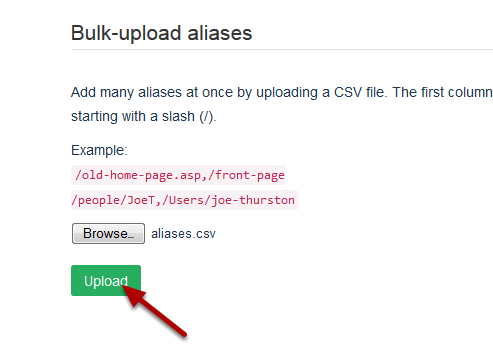 Bulk-upload aliases
Add many aliases at once by uploading a CSV file. The first column
starting with a slash (/).
Example:
/old-home-page.asp,/front-page
/people/JoeT,/Users/joe-thurston
Browse… aliases.csv
Upload